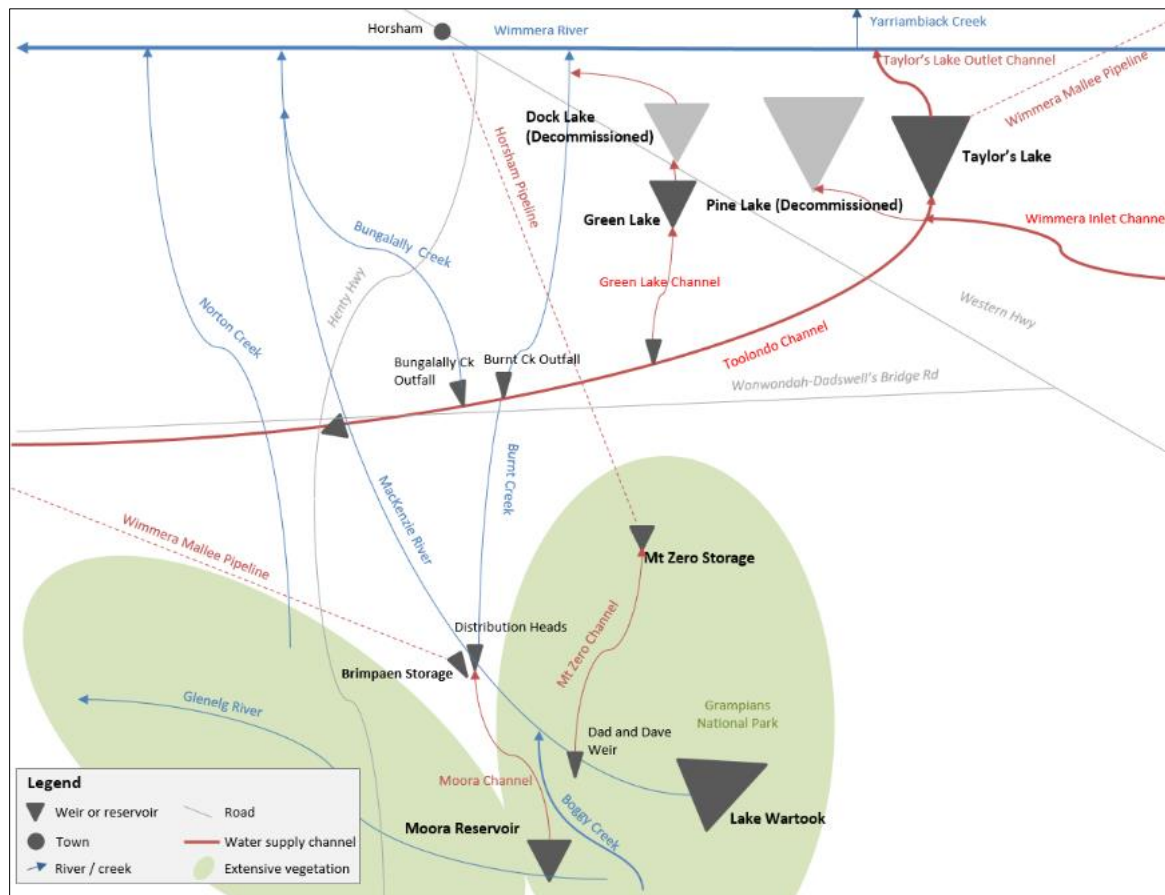 Yarriambiack Creek
Horsham
Wimmera River
Taylor's Lake Outlet Channel
Wimmera Mallee Pipeline
Dock Lake
(Decommissioned)
Horsham Pipeline
Taylor's Lake
Green Lake
Pine Lake (Decommissioned)
Wimmera Inlet Channel
Bungalally Creek
Henty Hwy
Green Lake Channel
Norton Creek
Western Hwy
Toolondo Channel
Bungalally Ck
Outfall
Burnt Ck Outfall
Wonwondah-Dadswell's Bridge Rd
Burnt Creek
MacKenzie River
Wimmera Mallee Pipeline
Mt Zero Storage
Distribution Heads
Mt Zero Channel
Brimpaen Storage
Glenelg River
Grampians
National Park
Dad and Dave
Weir
Moora Channel
Boggy Creek
Lake Wartook
Moora Reservoir
Legend
Weir or reservoir
Road
Town
Water supply channel
River / creek
Extensive vegetation